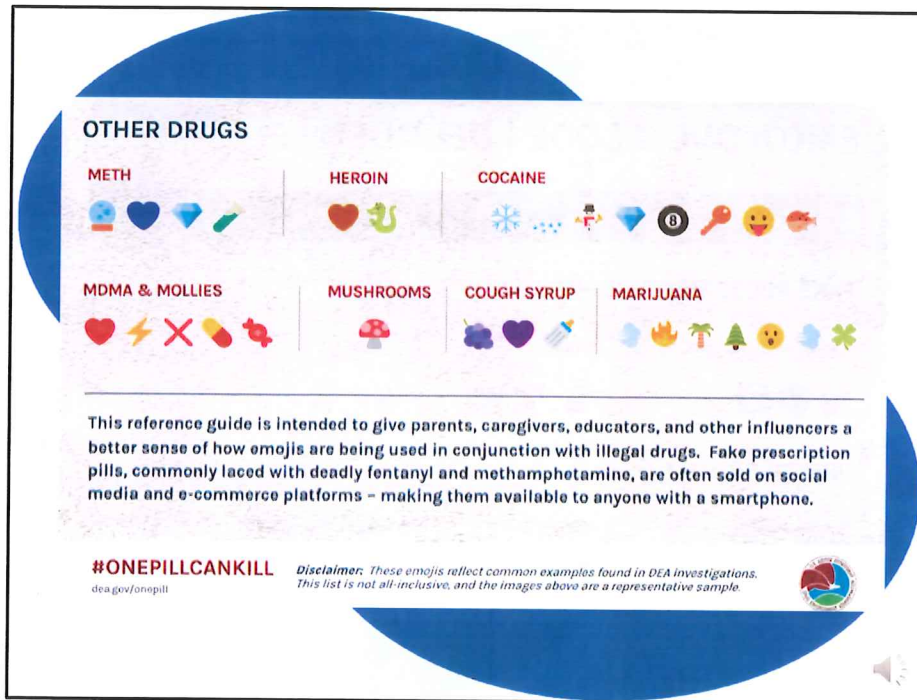 OTHER DRUGS
METH
HEROIN
COCAINE
8
MDMA & MOLLIES
MUSHROOMS
COUGH SYRUP
MARIJUANA
This reference guide is intended to give parents, caregivers, educators, and other influencers a
better sense of how emojis are being used in conjunction with illegal drugs. Fake prescription
pills, commonly laced with deadly fentanyl and methamphetamine, are often sold on social
media and e-commerce platforms – making them available to anyone with a smartphone.
#ONEPILLCANKILL
dea.gov/onepill
Disclaimer: These emojis reflect common examples found in DEA investigations.
This list is not all-inclusive, and the images above are a representative sample.